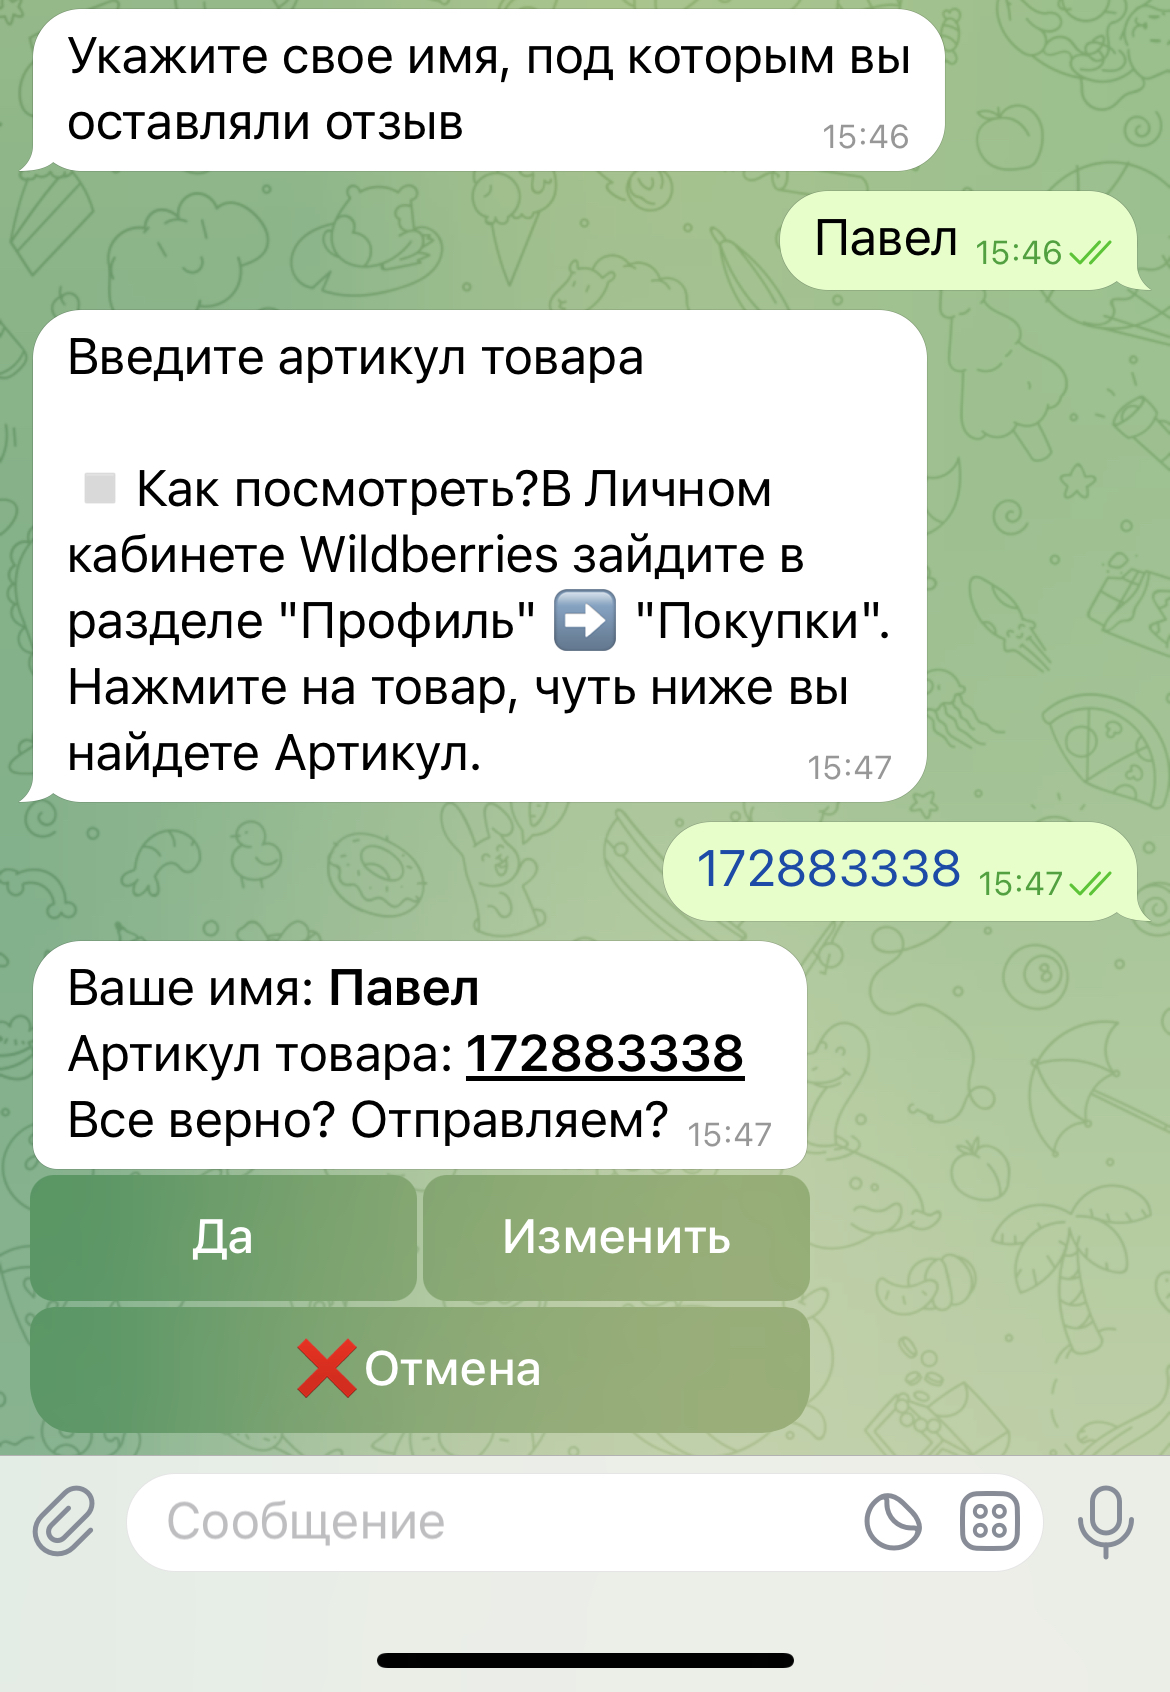 Укажите свое имя, под которым вы
оставляли отзыв
15:46
Павел 15:46
Введите артикул товара
Как посмотреть?В Личном
кабинете Wildberries зайдите в
разделе "Профиль" ➡️ "Покупки".
Нажмите на товар, чуть ниже вы
найдете Артикул.
15:47
172883338 15:47
Ваше имя: Павел
Артикул товара: 172883338
Все верно? Отправляем? 15:47
Да
Изменить
❌Отмена
Сообщение